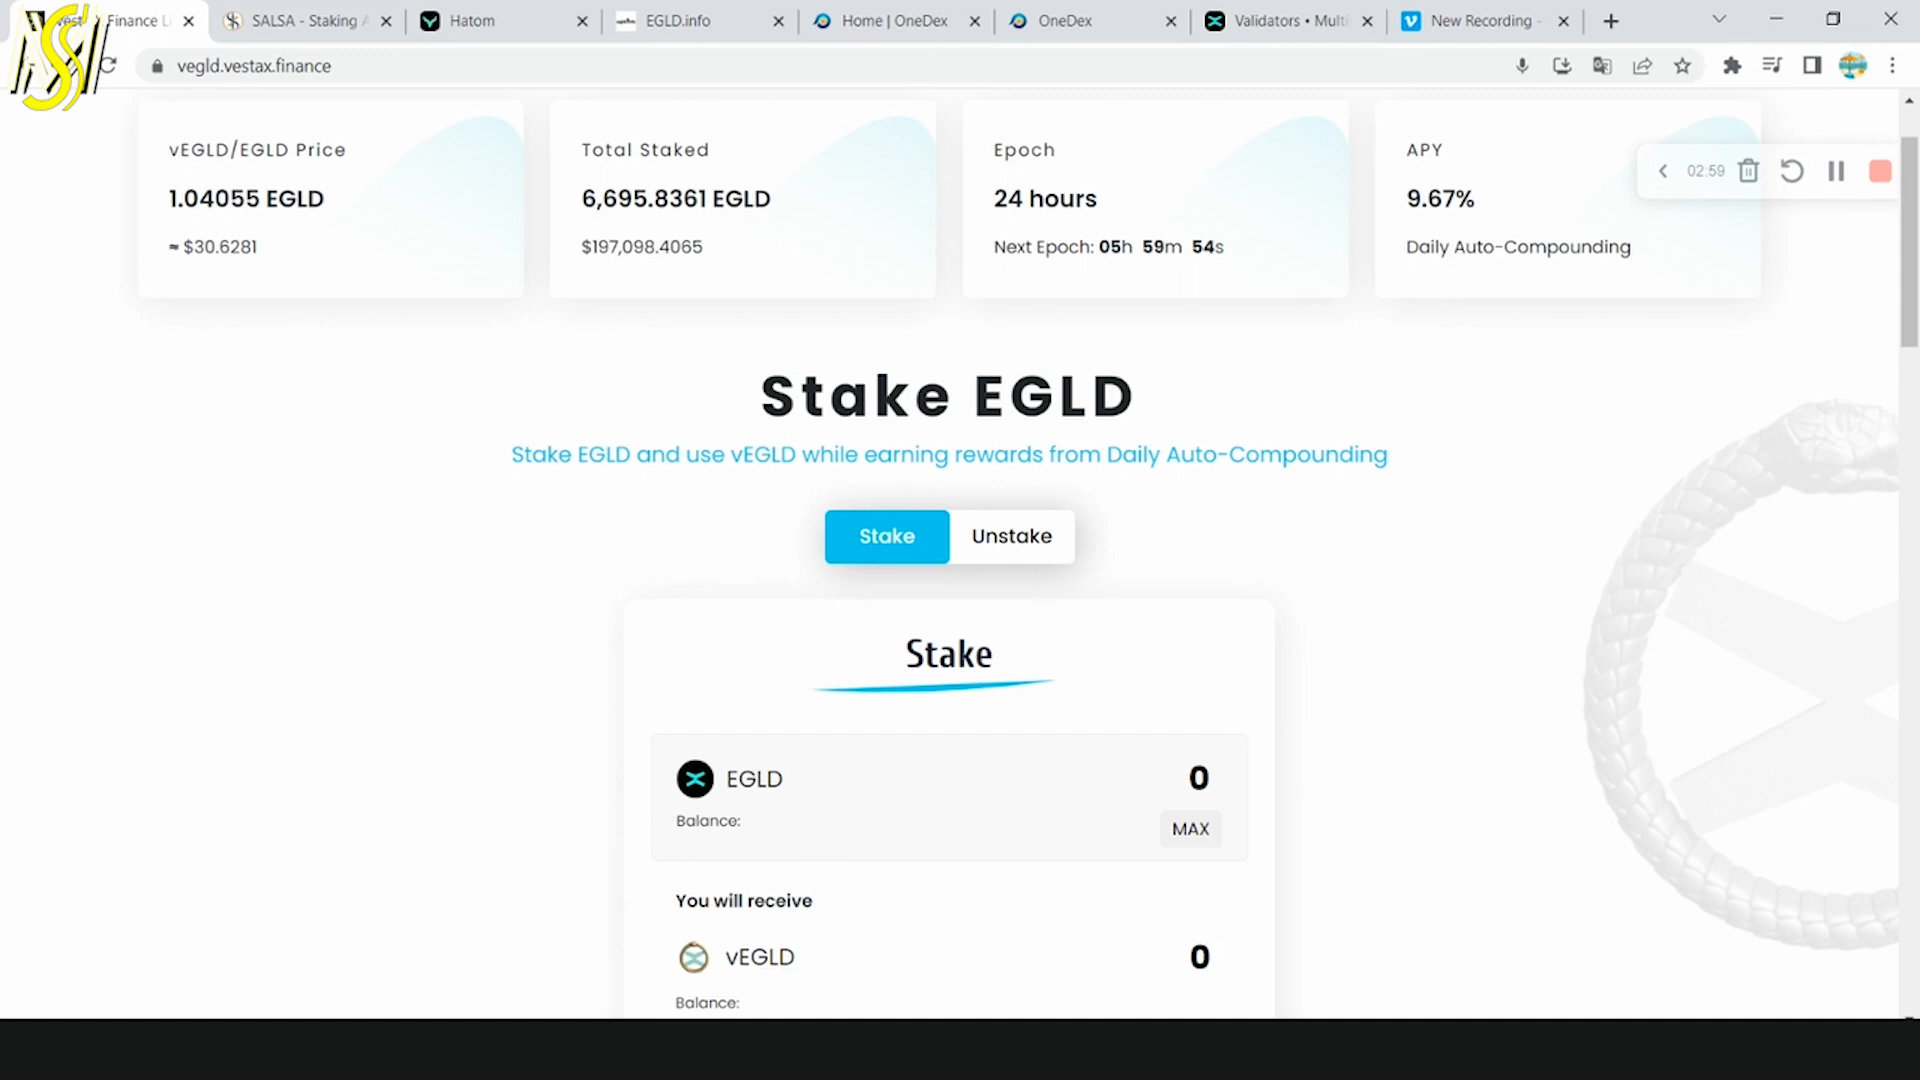 Finance Li
SALSA - Staking A
Hatom
EGLD.info
Home | OneDex
OneDex
Validators • Multi
New Recording -
vegld.vestax.finance
vEGLD/EGLD Price
1.04055 EGLD
≈ $30.6281
Total Staked
6,695.8361 EGLD
$197,098.4065
Epoch
24 hours
Next Epoch: 05h 59m 54s
APY
9.67%
Daily Auto-Compounding
02:59
Stake EGLD
Stake EGLD and use vEGLD while earning rewards from Daily Auto-Compounding
Stake
Unstake
Stake
EGLD
0
Balance:
MAX
You will receive
vEGLD
0
Balance: